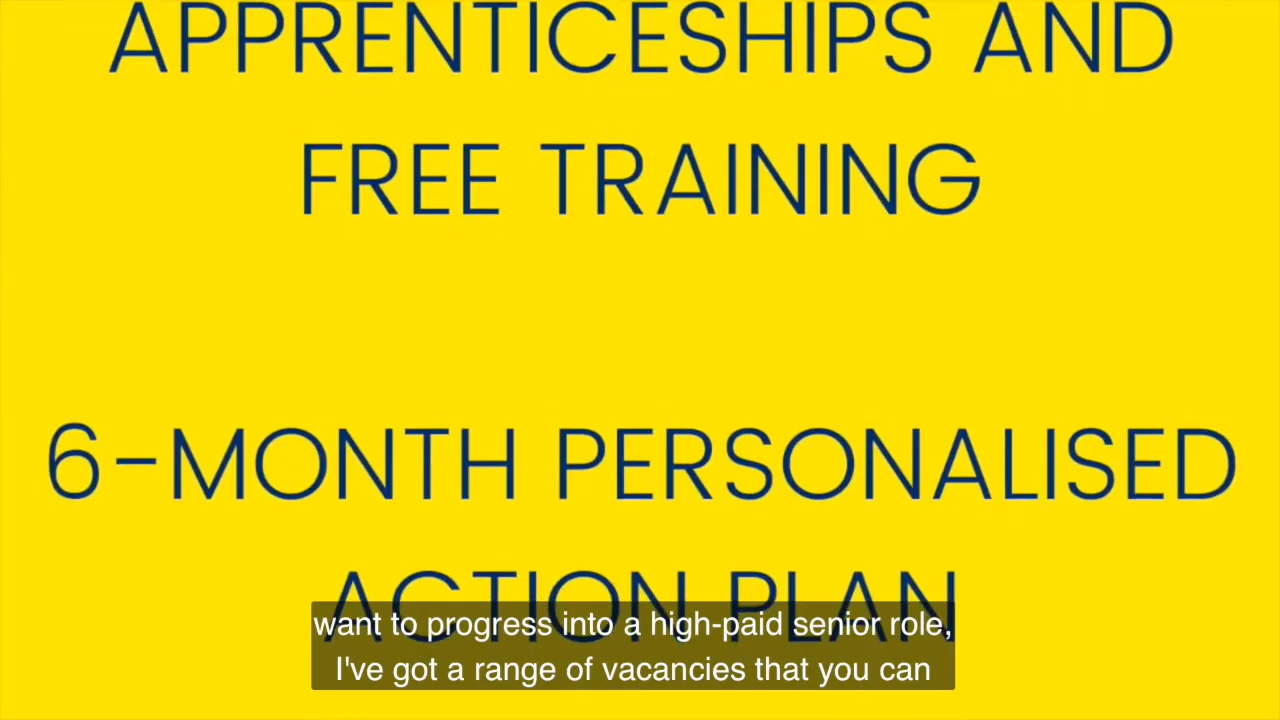 APPRENTICESHIPS AND
FREE TRAINING
6-MONTH PERSONALISED
ACTION PLAN
want to progress into a high-paid senior role,
I've got a range of vacancies that you can